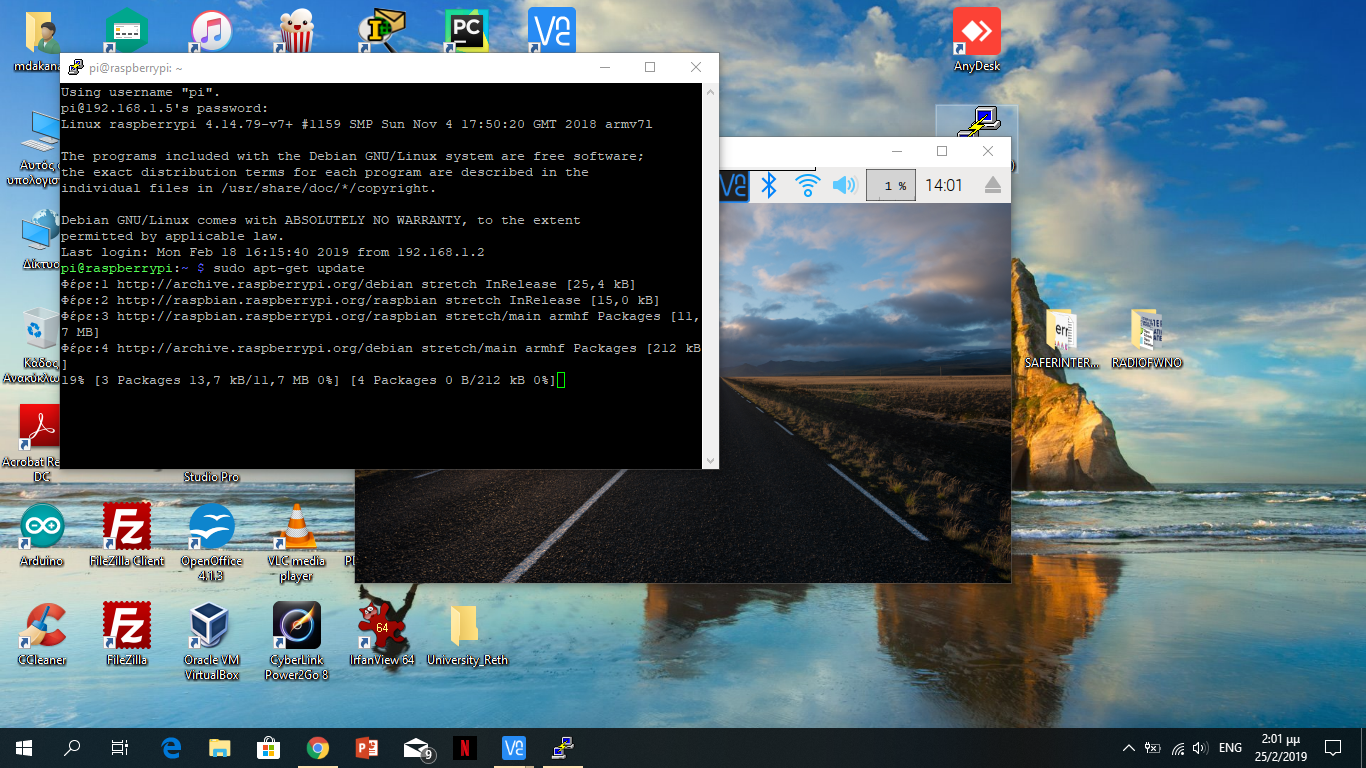 mdakana
AnyDesk
pi@raspberrypi: ~
Using username "pi".
pi@192.168.1.5's password:
Linux raspberrypi 4.14.79-v7+ #1159 SMP Sun Nov 4 17:50:20 GMT 2018 armv7l
The programs included with the Debian GNU/Linux system are free software;
the exact distribution terms for each program are described in the
individual files in /usr/share/doc/*/copyright.
Debian GNU/Linux comes with ABSOLUTELY NO WARRANTY, to the extent
permitted by applicable law.
Last login: Mon Feb 18 16:15:40 2019 from 192.168.1.2
pi@raspberrypi:~ $ sudo apt-get update
Φέρε:1 http://archive.raspberrypi.org/debian stretch InRelease [25,4 kB]
Φέρε:2 http://raspbian.raspberrypi.org/raspbian stretch InRelease [15,0 kB]
Φέρε:3 http://raspbian.raspberrypi.org/raspbian stretch/main armhf Packages [11,
7 MB]
Φέρε:4 http://archive.raspberrypi.org/debian stretch/main armhf Packages [212 kB
]
19% [3 Packages 13,7 kB/11,7 MB 0%] [4 Packages 0 B/212 kB 0%]
1 %
14:01
Αυτός ο
υπολογισ
Δίκτυο
Κάδος
Ανακύκλω
Acrobat Re
DC
Studio Pro
SAFERINTER...
RADIOFWNO
PC
VNC
Arduino
FileZilla Client
OpenOffice
4.1.3
VLC media
player
CCleaner
FileZilla
Oracle VM
VirtualBox
CyberLink
Power2Go 8
64
IrfanView 64
University_Reth
9
ENG
2:01 μμ
25/2/2019